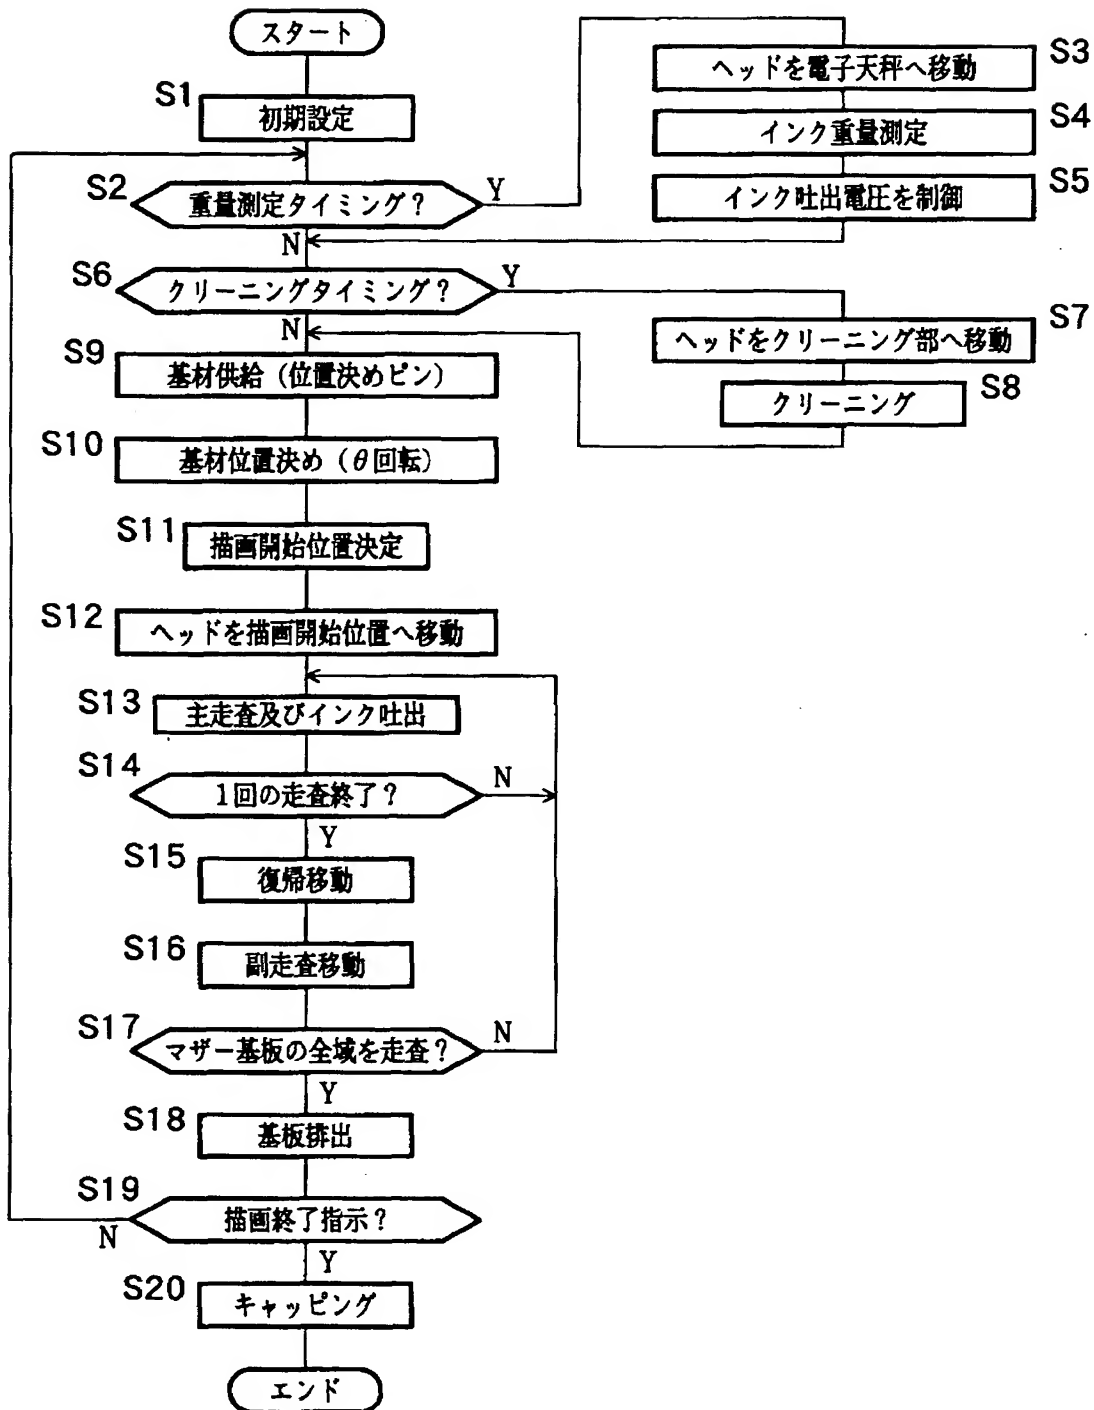 スタート
S1
初期設定
S2
重量測定タイミング?
Y
N
S3
ヘッドを電子天秤へ移動
S4
インク重量測定
S5
インク吐出電圧を制御
S6
クリーニングタイミング?
Y
N
S7
ヘッドをクリーニング部へ移動
S8
クリーニング
S9
基材供給(位置決めピン)
S10
基材位置決め(θ回転)
S11
描画開始位置決定
S12
ヘッドを描画開始位置へ移動
S13
主走査及びインク吐出
S14
1回の走査終了?
N
Y
S15
復帰移動
S16
副走査移動
S17
マザー基板の全域を走査?
N
Y
S18
基板排出
S19
描画終了指示?
N
Y
S20
キャッピング
エンド